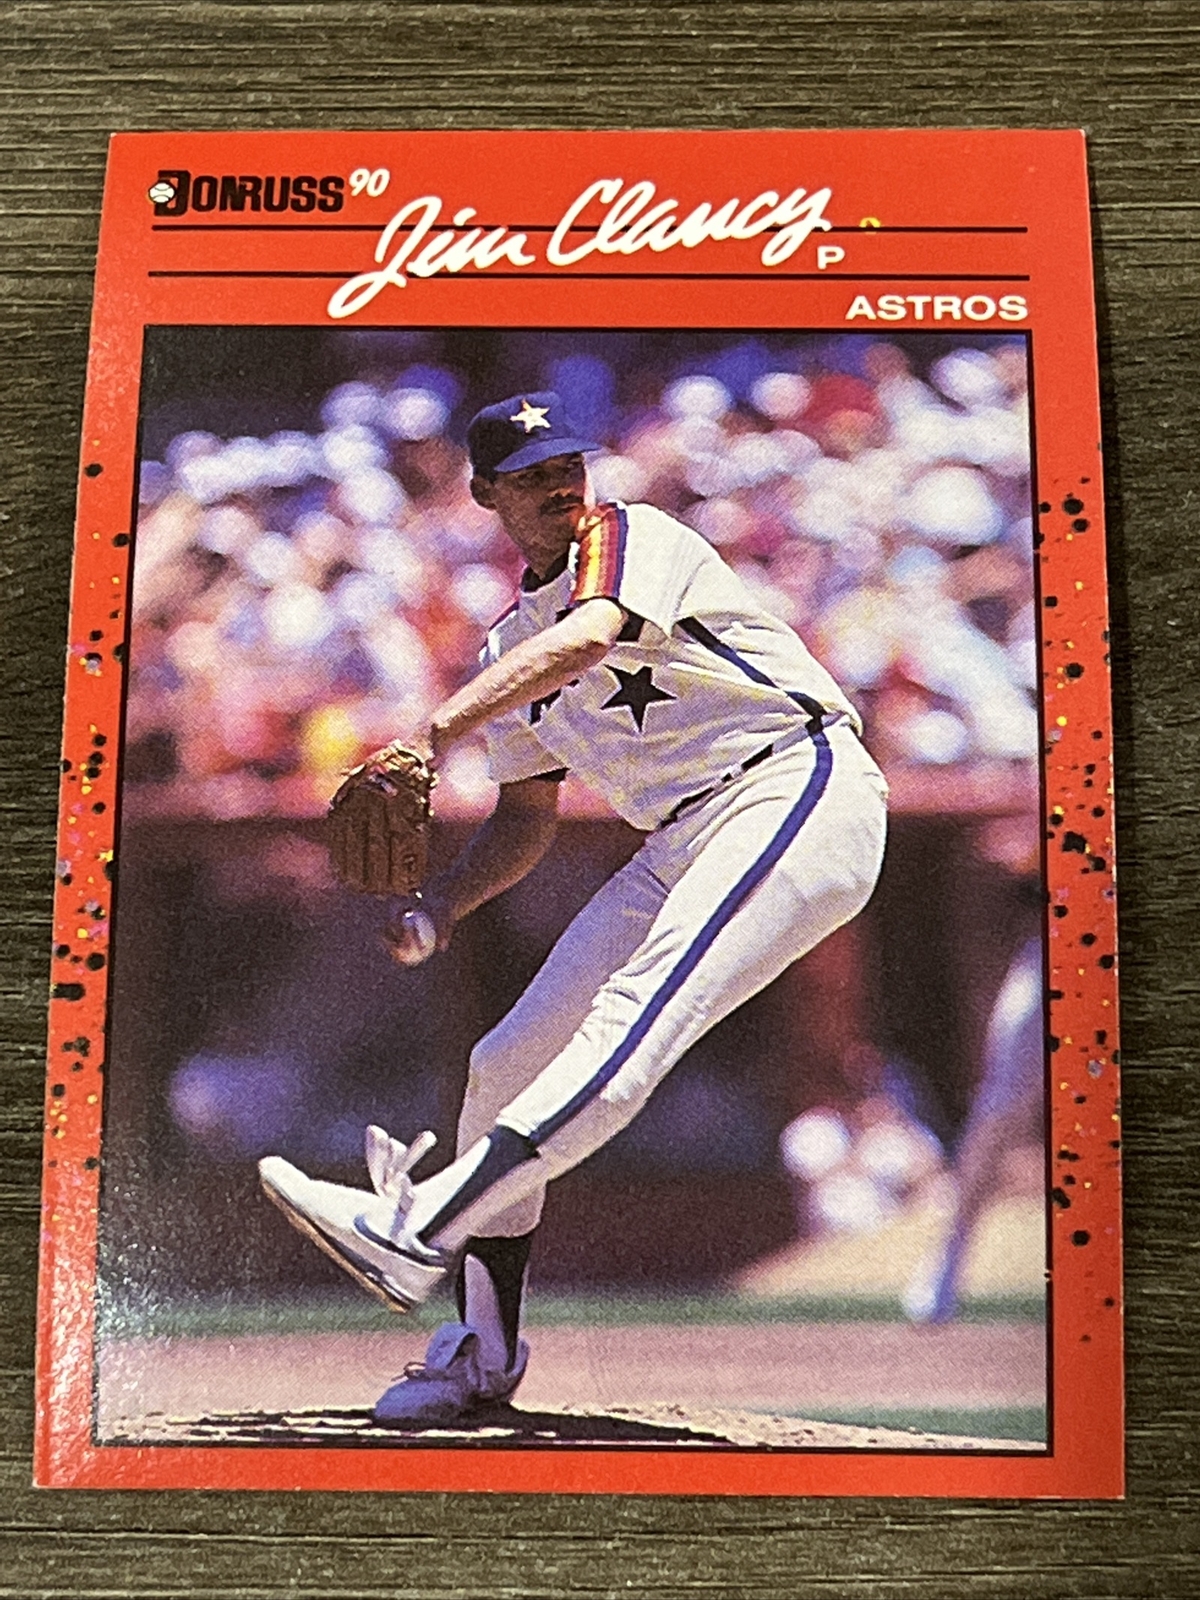 DONRUSS 90
Jim Clancy
P
ASTROS